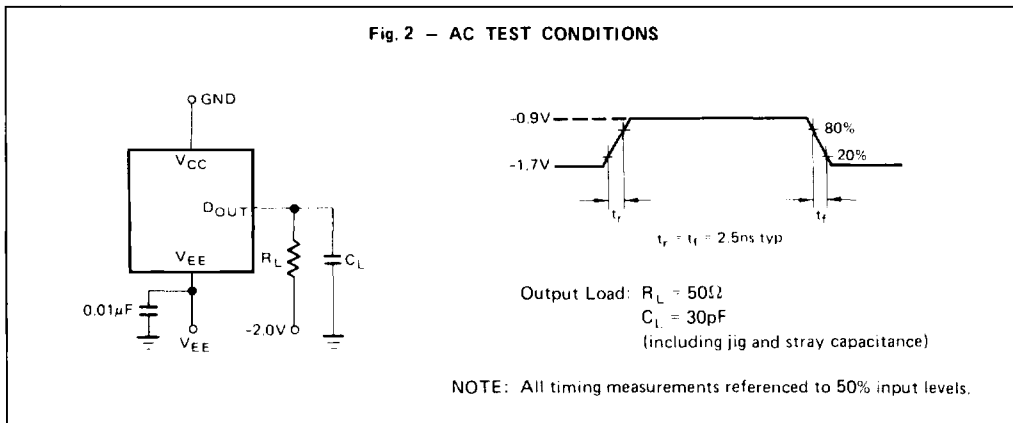 Fig. 2 – AC TEST CONDITIONS
GND
VCC
DOUT
VEE
RL
CL
0.01µF
VEE
-2.0V
-0.9V
-1.7V
80%
20%
tr
tf
tr = tf = 2.5ns typ
Output Load: RL = 50Ω
CL = 30pF
(including jig and stray capacitance)
NOTE: All timing measurements referenced to 50% input levels.